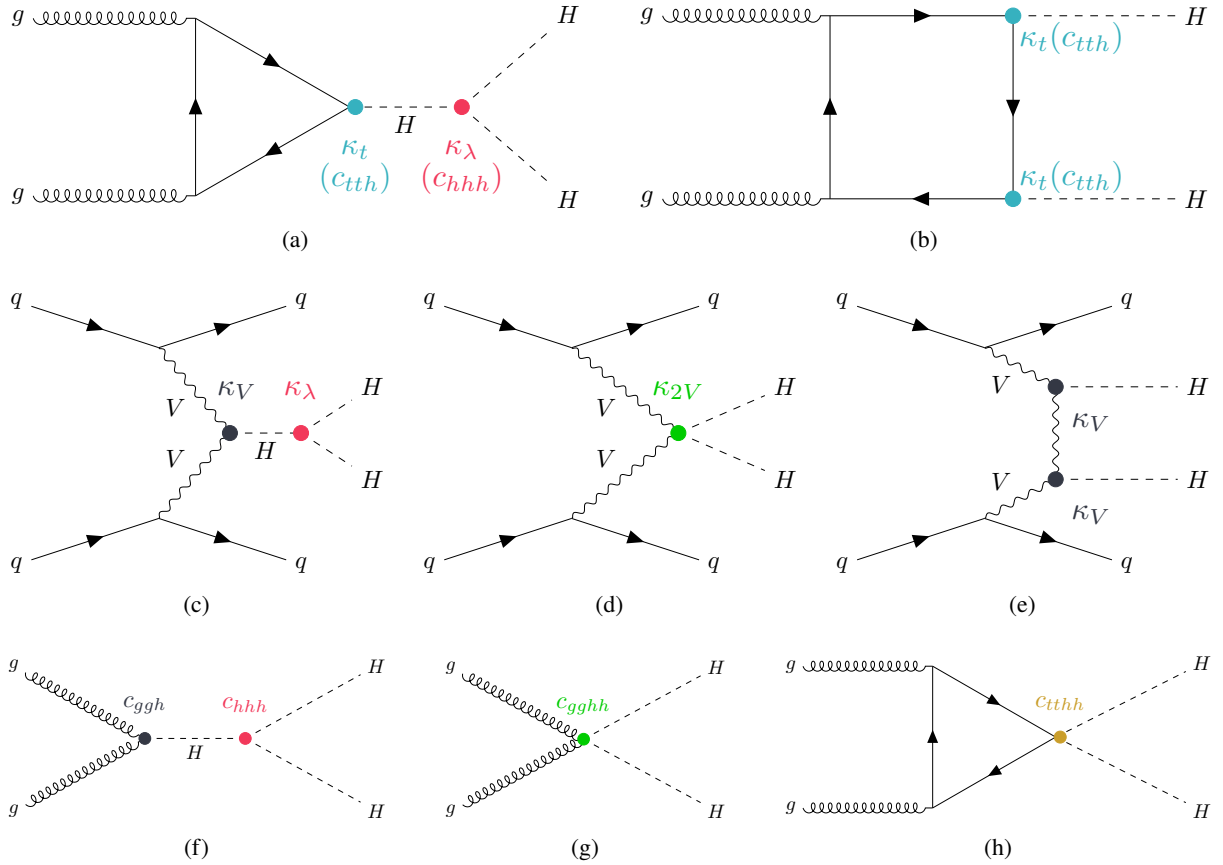 g H g H
κ_t(c_tth)
H
κ_t κ_λ
(c_tth) (c_hhh)
κ_t(c_tth)
g H g H
(a) (b)
q q q q q q
κ_V κ_λ H κ_2V H V H
V V κ_V
V H H V H V H
κ_V
q q q q q q
(c) (d) (e)
g H g H g H
c_ggh c_hhh c_gghh c_tthh
H
g H g H g H
(f) (g) (h)